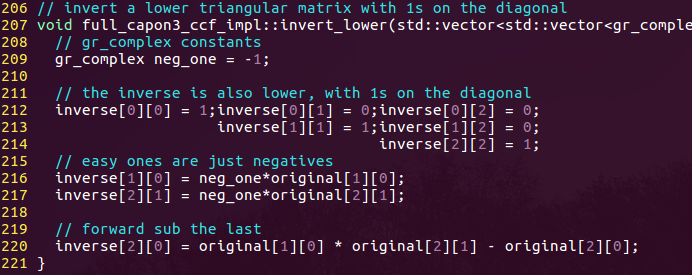 206 // invert a lower triangular matrix with 1s on the diagonal
207 void full_capon3_ccf_impl::invert_lower(std::vector<std::vector<gr_comple
208   // gr_complex constants
209   gr_complex neg_one = -1;
210
211   // the inverse is also lower, with 1s on the diagonal
212   inverse[0][0] = 1;inverse[0][1] = 0;inverse[0][2] = 0;
213                     inverse[1][1] = 1;inverse[1][2] = 0;
214                                       inverse[2][2] = 1;
215   // easy ones are just negatives
216   inverse[1][0] = neg_one*original[1][0];
217   inverse[2][1] = neg_one*original[2][1];
218
219   // forward sub the last
220   inverse[2][0] = original[1][0] * original[2][1] - original[2][0];
221 }